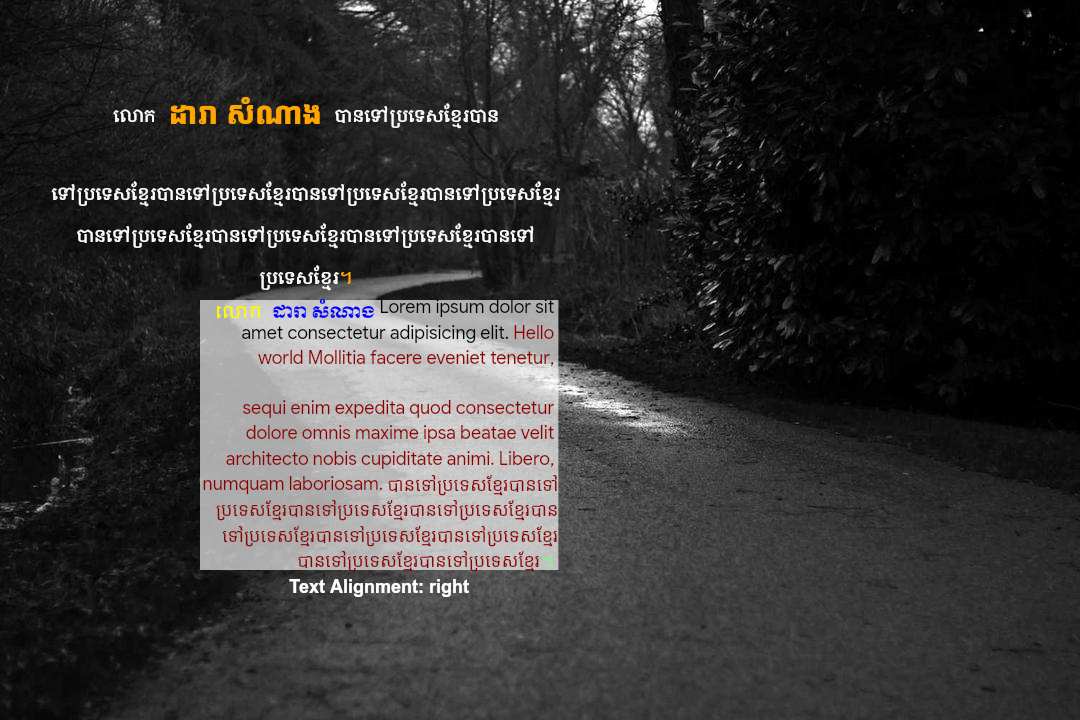 លោក ដារា សំណាង បានទៅប្រទេសខ្មែរបាន
ទៅប្រទេសខ្មែរបានទៅប្រទេសខ្មែរបានទៅប្រទេសខ្មែរបានទៅប្រទេសខ្មែរ
បានទៅប្រទេសខ្មែរបានទៅប្រទេសខ្មែរបានទៅប្រទេសខ្មែរបានទៅ
ប្រទេសខ្មែរ។
លោក ដារា សំណាង Lorem ipsum dolor sit
amet consectetur adipisicing elit. Hello
world Mollitia facere eveniet tenetur,
sequi enim expedita quod consectetur
dolore omnis maxime ipsa beatae velit
architecto nobis cupiditate animi. Libero,
numquam laboriosam. បានទៅប្រទេសខ្មែរបានទៅ
ប្រទេសខ្មែរបានទៅប្រទេសខ្មែរបានទៅប្រទេសខ្មែរបាន
ទៅប្រទេសខ្មែរបានទៅប្រទេសខ្មែរបានទៅប្រទេសខ្មែរ
បានទៅប្រទេសខ្មែរបានទៅប្រទេសខ្មែរ។
Text Alignment: right